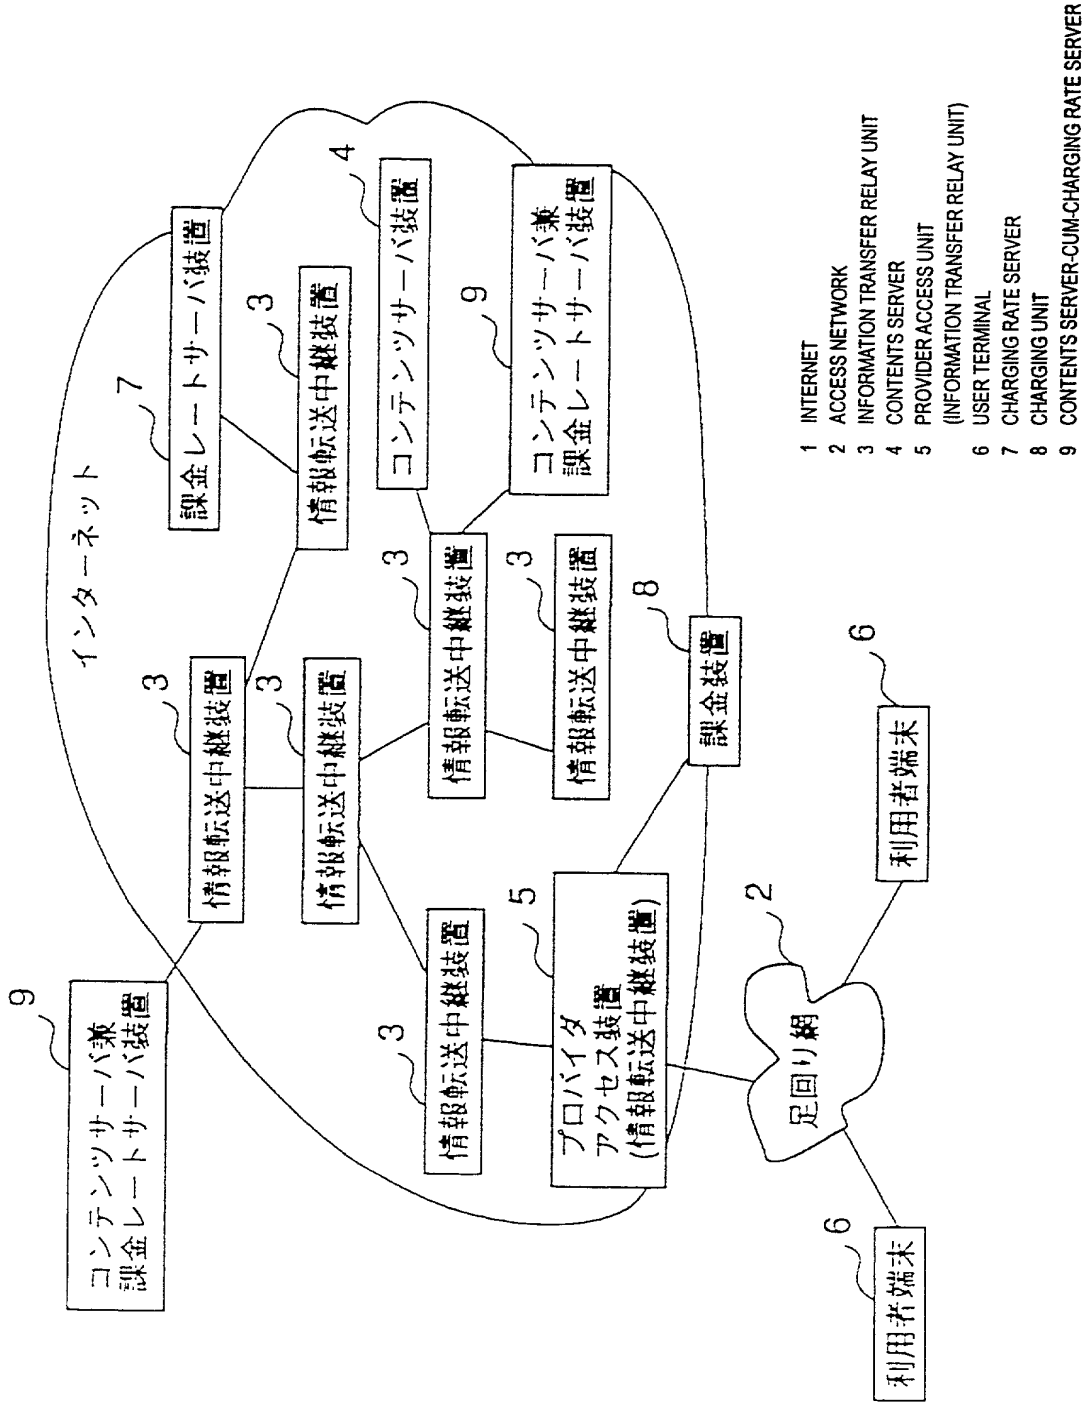 インターネット
コンテンツサーバ兼
課金レートサーバ装置
9
情報転送中継装置
3
課金レートサーバ装置
7
情報転送中継装置
3
情報転送中継装置
3
コンテンツサーバ装置
4
情報転送中継装置
3
コンテンツサーバ兼
課金レートサーバ装置
9
情報転送中継装置
3
情報転送中継装置
3
プロバイダ
アクセス装置
(情報転送中継装置)
5
課金装置
8
足回り網
2
利用者端末
6
利用者端末
6
1 INTERNET
2 ACCESS NETWORK
3 INFORMATION TRANSFER RELAY UNIT
4 CONTENTS SERVER
5 PROVIDER ACCESS UNIT
(INFORMATION TRANSFER RELAY UNIT)
6 USER TERMINAL
7 CHARGING RATE SERVER
8 CHARGING UNIT
9 CONTENTS SERVER-CUM-CHARGING RATE SERVER